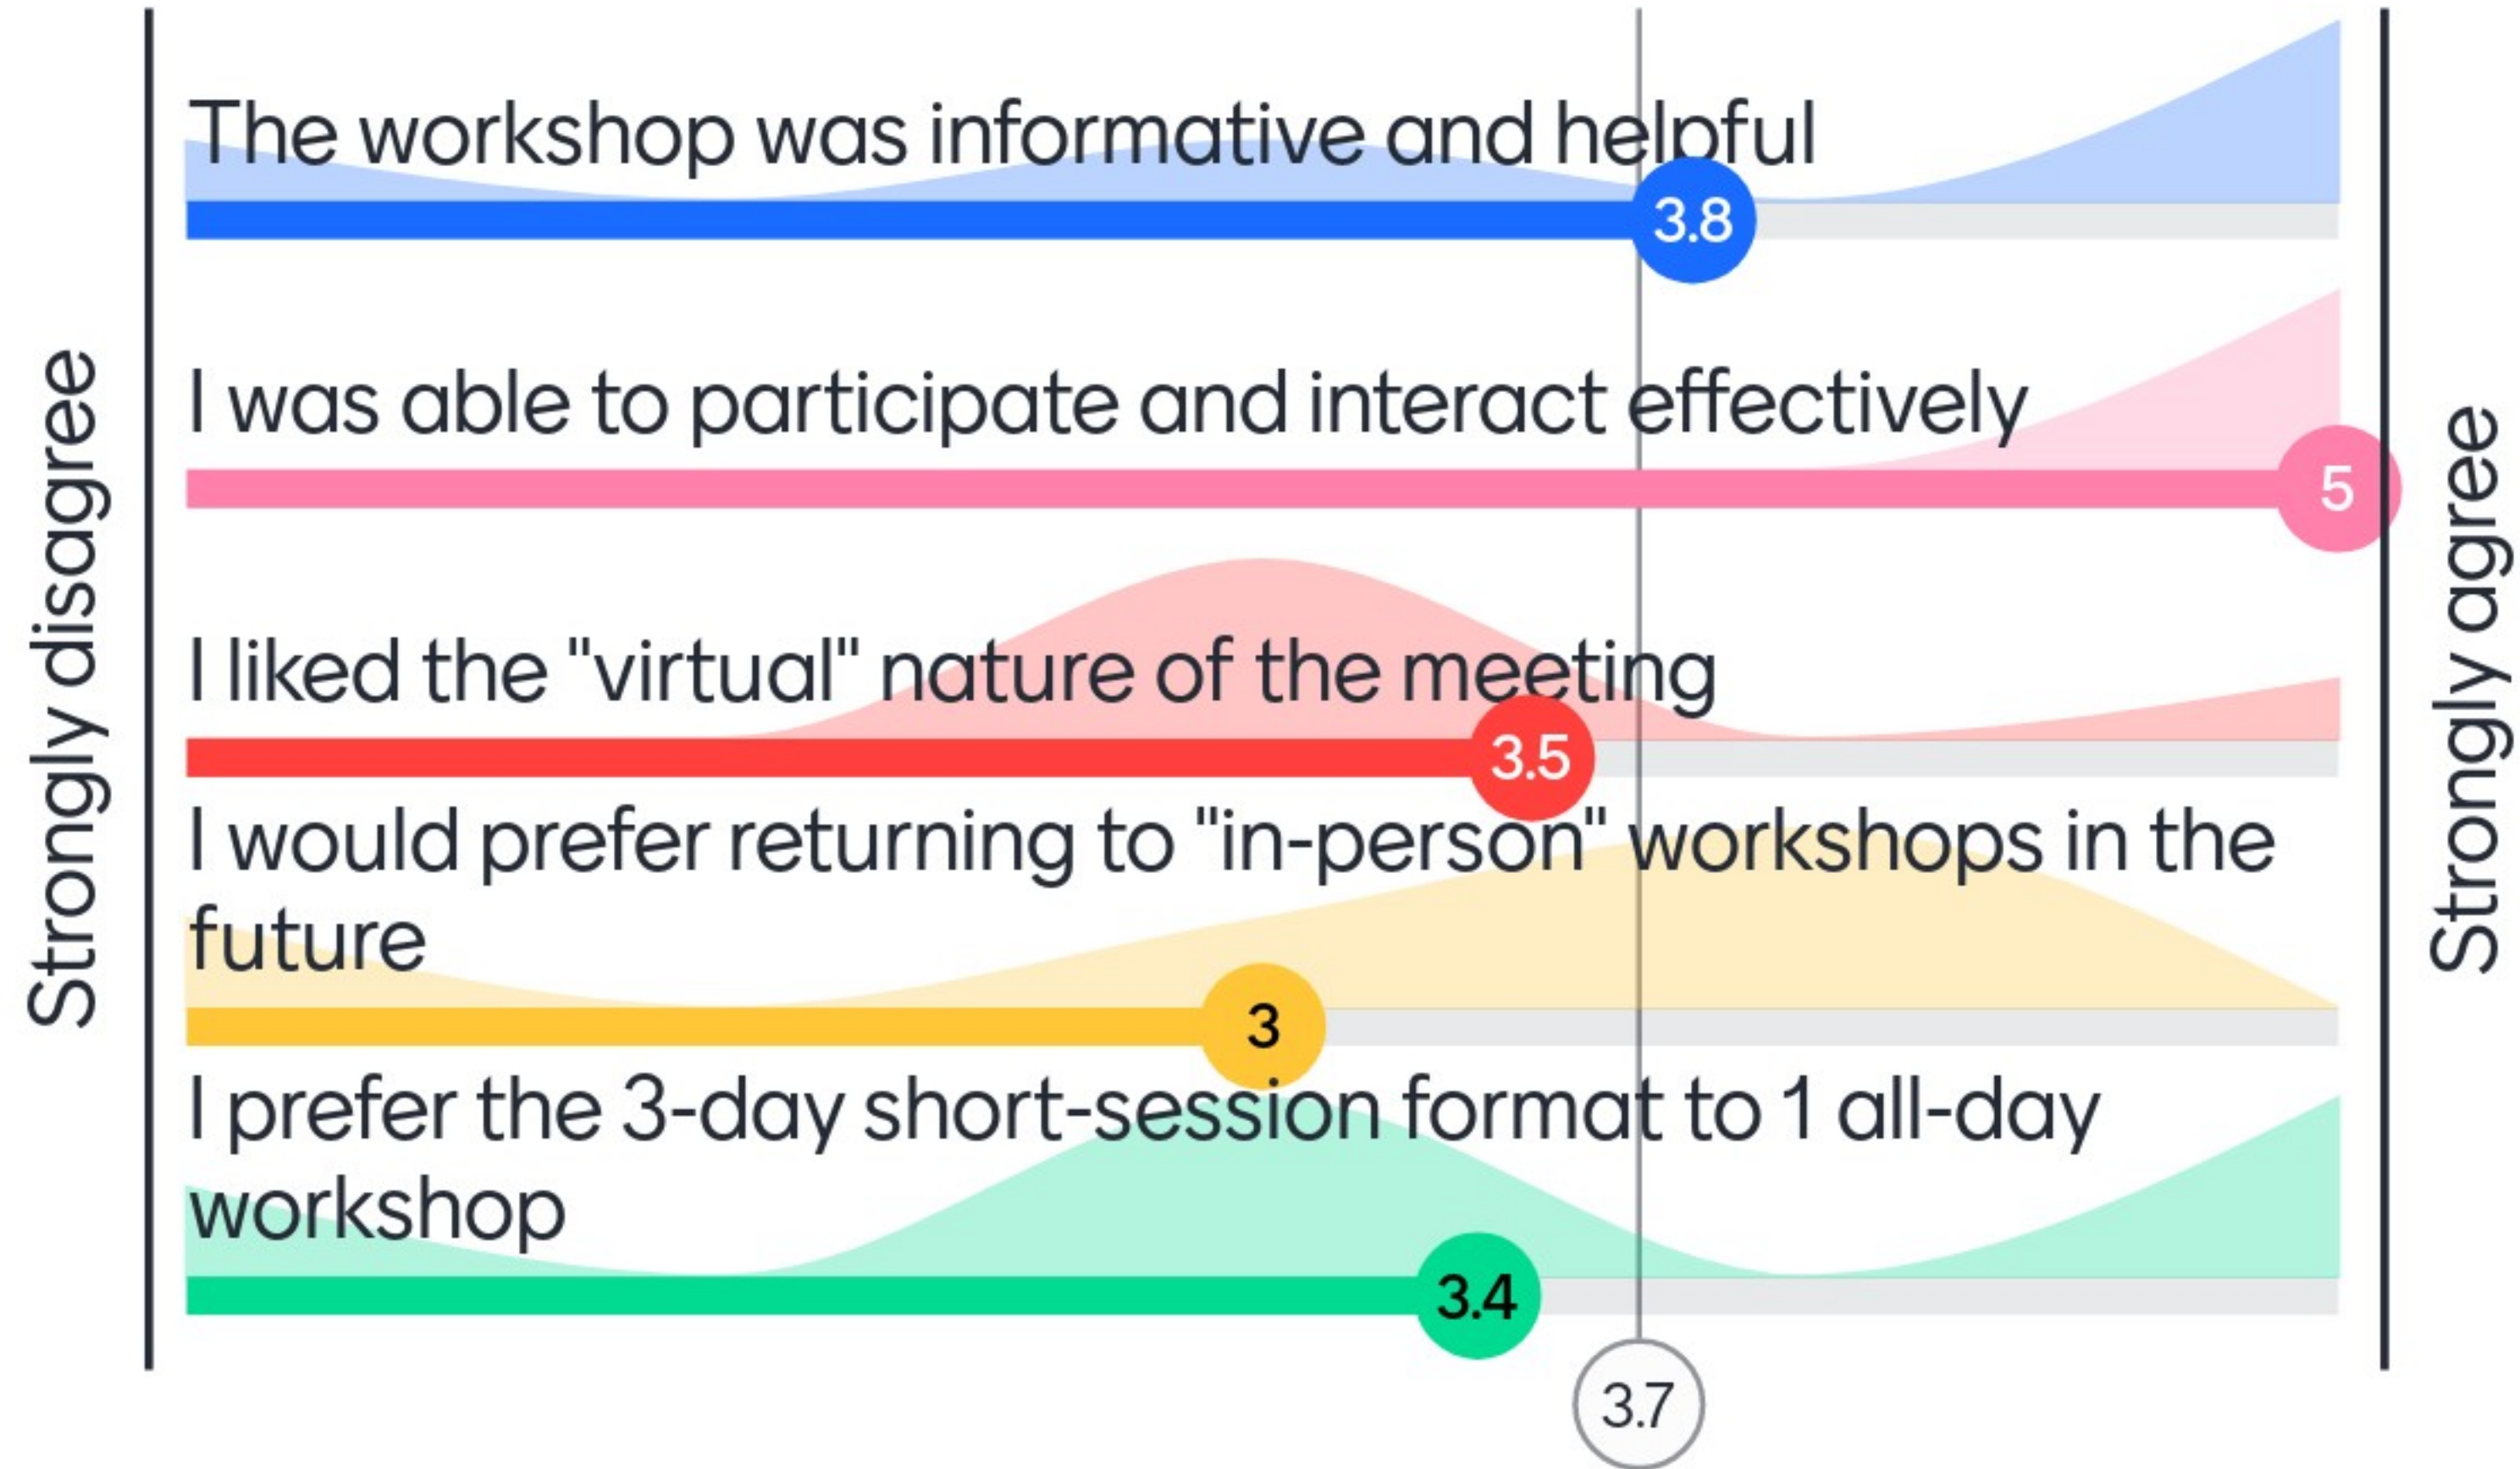 The workshop was informative and helpful
3.8
I was able to participate and interact effectively
5
I liked the "virtual" nature of the meeting
3.5
I would prefer returning to "in-person" workshops in the
future
3
I prefer the 3-day short-session format to 1 all-day
workshop
3.4
3.7
Strongly disagree
Strongly agree